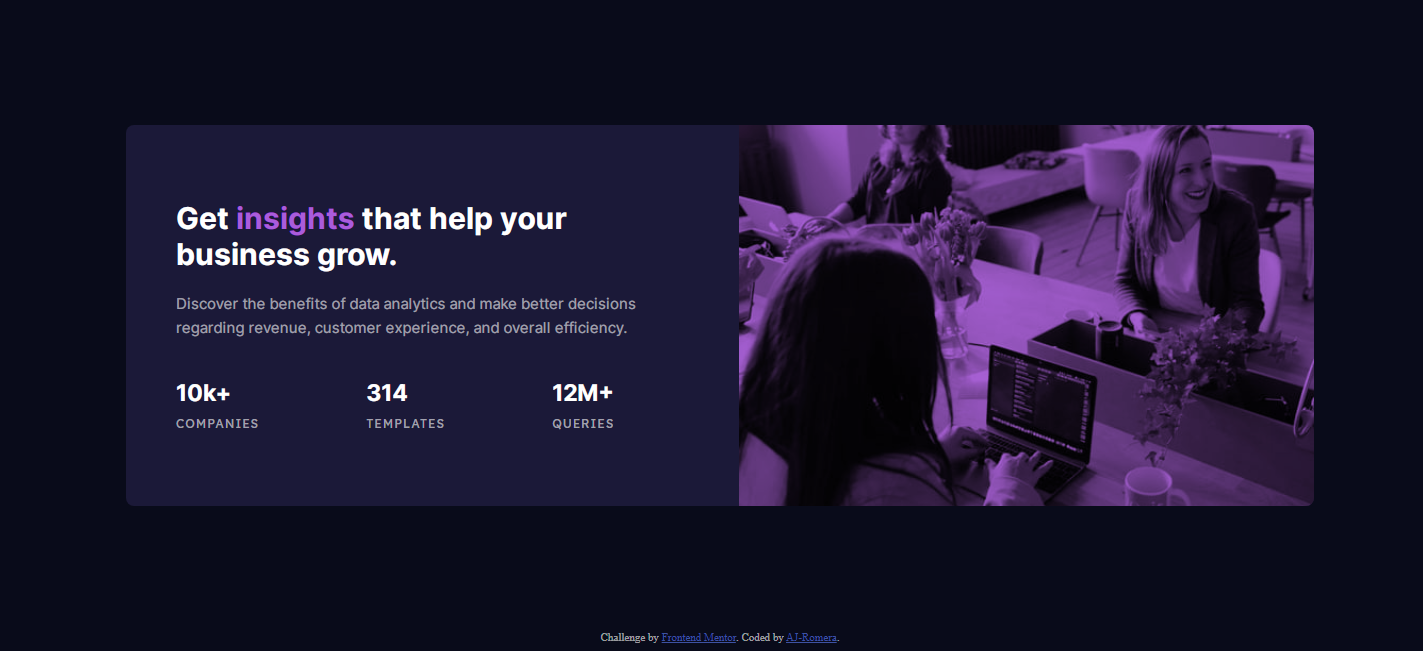 Get insights that help your
business grow.
Discover the benefits of data analytics and make better decisions
regarding revenue, customer experience, and overall efficiency.
10k+
314
12M+
COMPANIES
TEMPLATES
QUERIES
Challenge by Frontend Mentor. Coded by AJ-Romera.